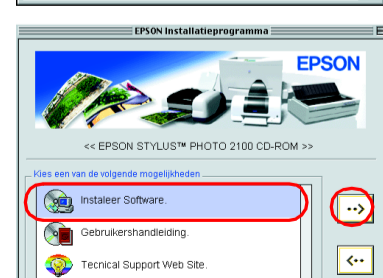 EPSON Installatieprogramma
EPSON
<< EPSON STYLUS™ PHOTO 2100 CD-ROM >>
Kies een van de volgende mogelijkheden
Instaleer Software.
-->
Gebruikershandleiding.
Tecnical Support Web Site.
<--